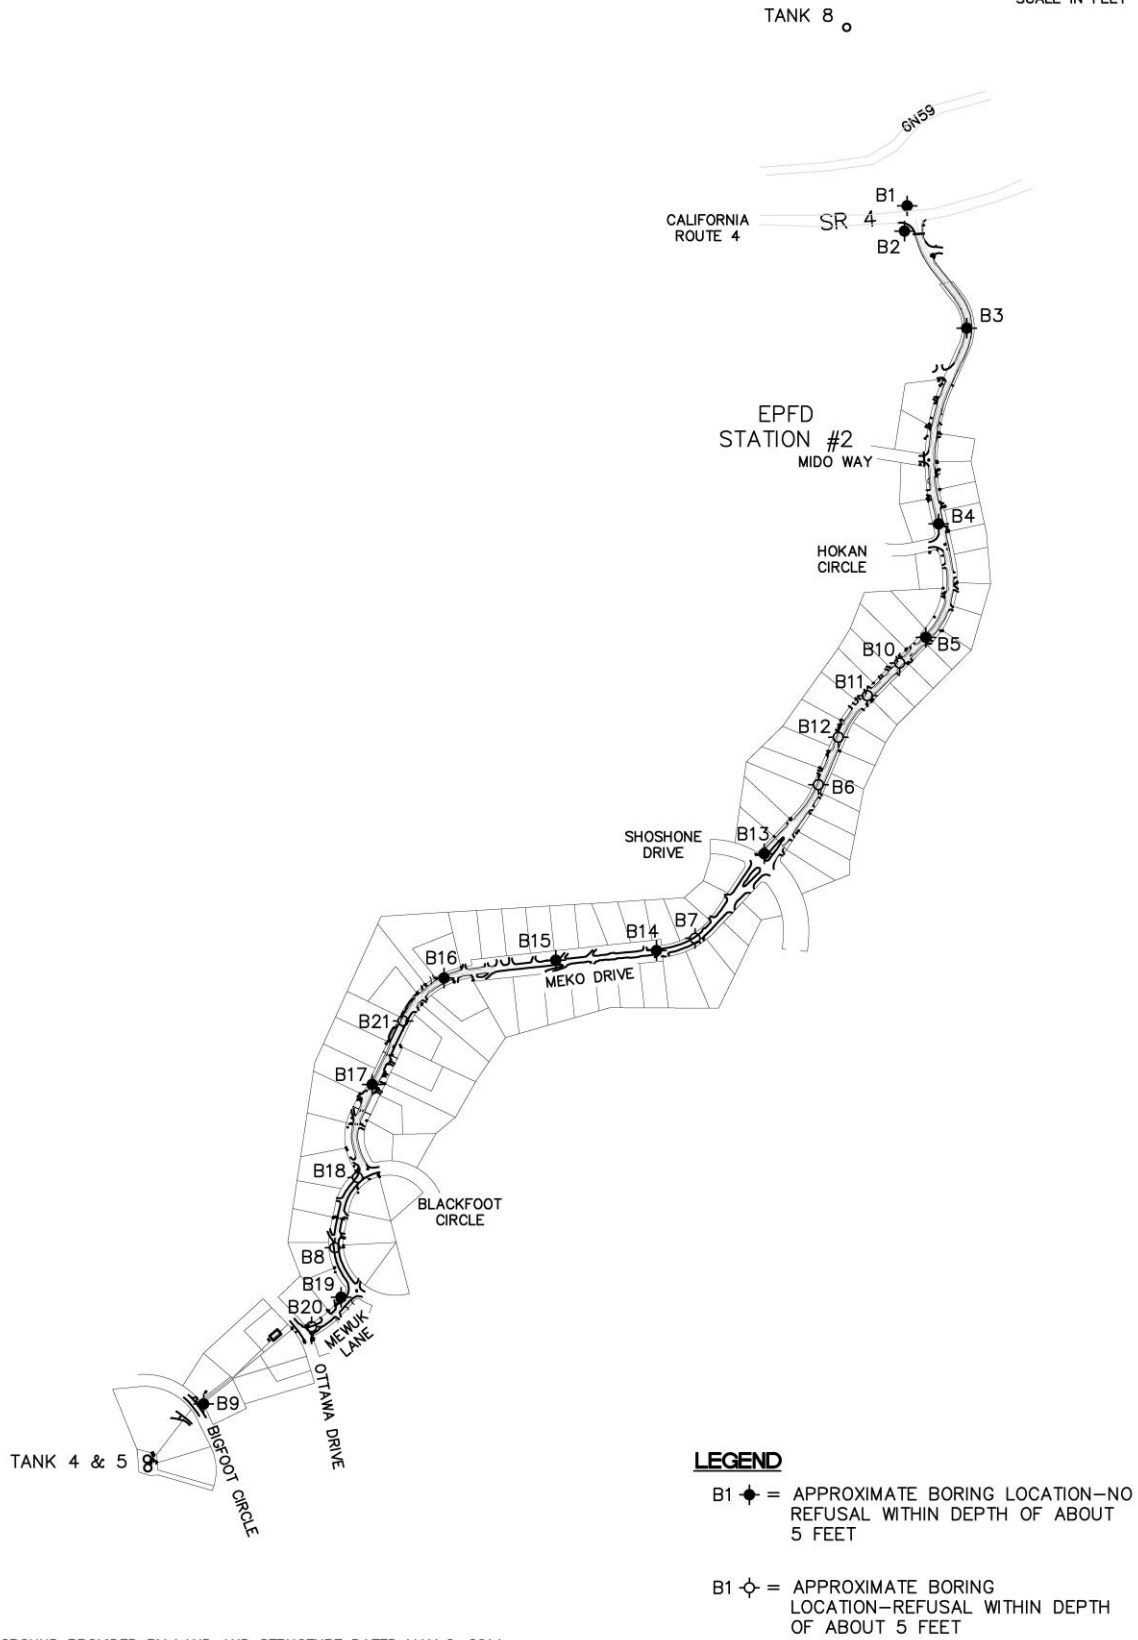 TANK 8
6N59
B1
CALIFORNIA
ROUTE 4
SR 4
B2
B3
EPFD
STATION #2
MIDO WAY
B4
HOKAN
CIRCLE
B5
B10
B11
B12
B6
B13
SHOSHONE
DRIVE
B7
B14
B15
B16
MEKO DRIVE
B21
B17
B18
BLACKFOOT
CIRCLE
B8
B19
B20
MEWUK
LANE
OTTAWA DRIVE
B9
BIGFOOT CIRCLE
TANK 4 & 5
LEGEND
B1 = APPROXIMATE BORING LOCATION-NO
REFUSAL WITHIN DEPTH OF ABOUT
5 FEET
B1 = APPROXIMATE BORING
LOCATION-REFUSAL WITHIN DEPTH
OF ABOUT 5 FEET